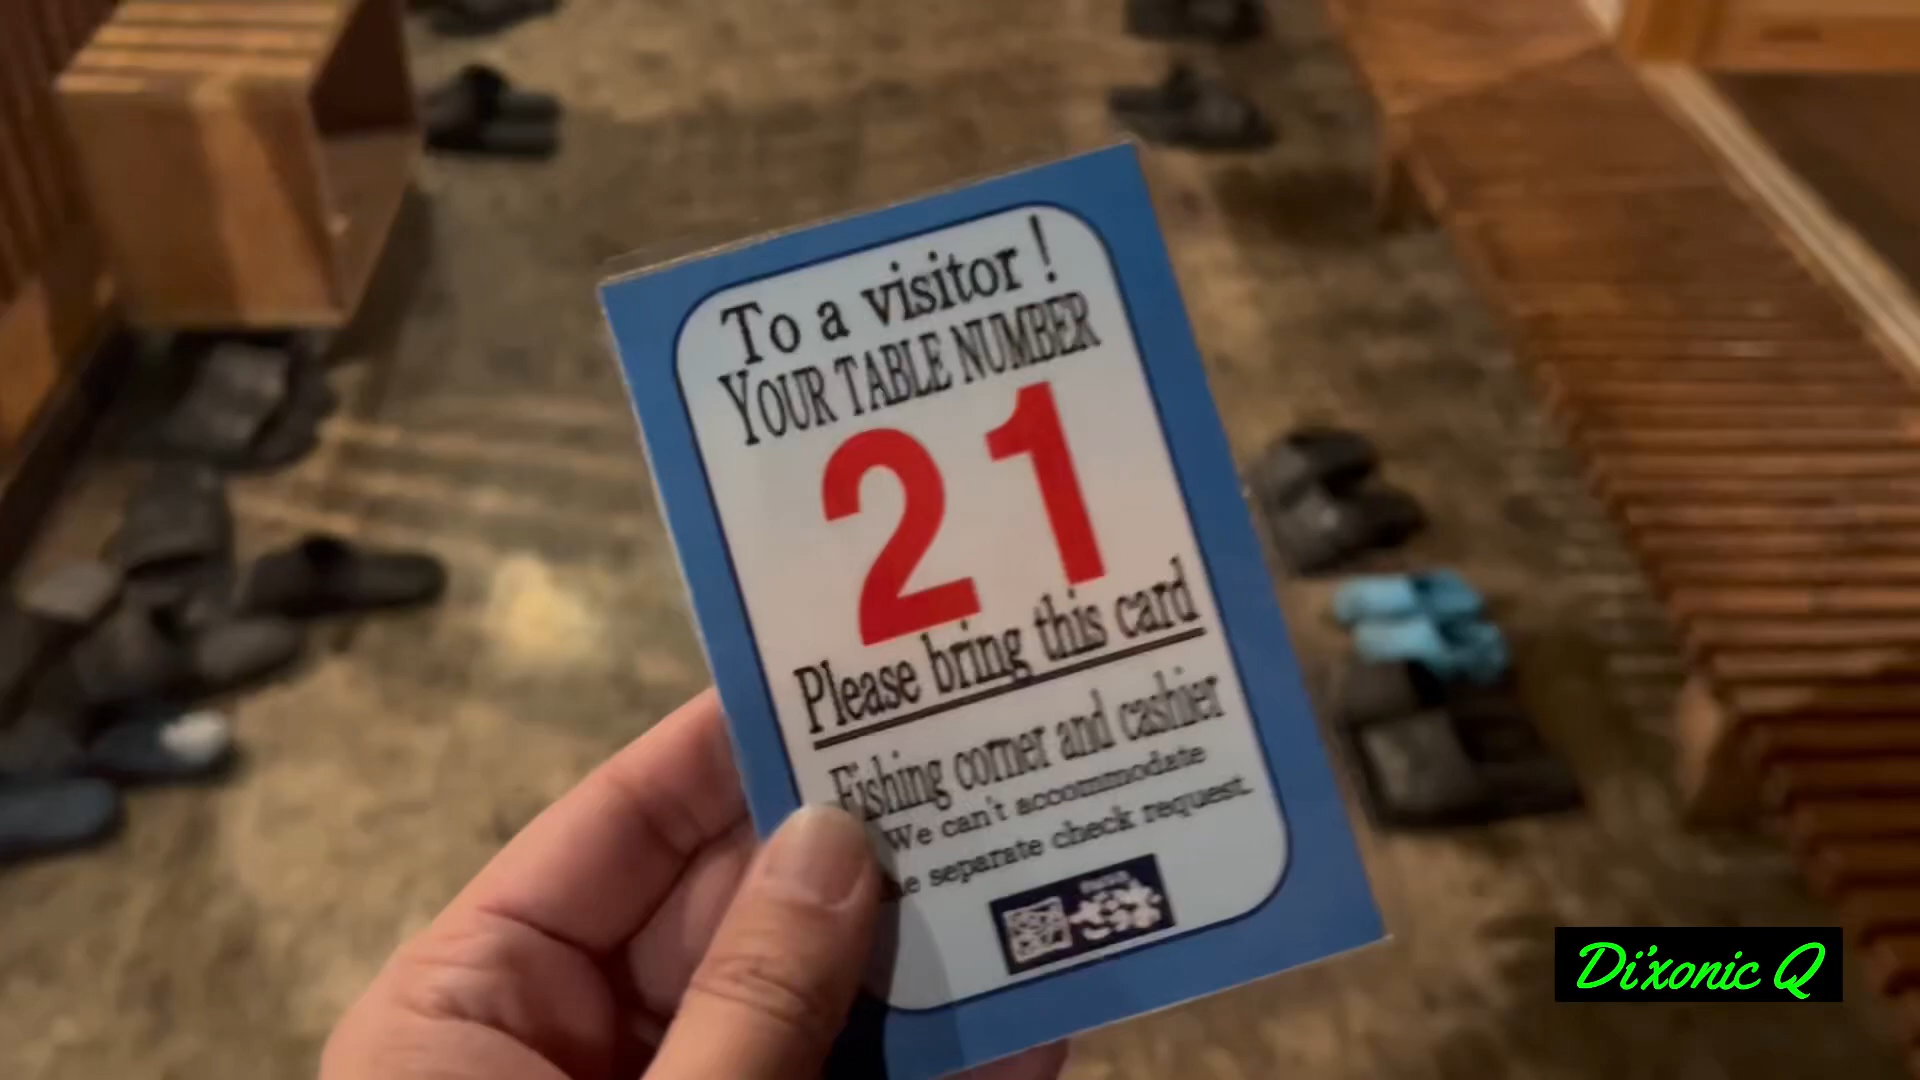 To a visitor!
YOUR TABLE NUMBER
21
Please bring this card
Fishing corner and cashier
We can't accommodate
separate check request.
Di'xonic Q